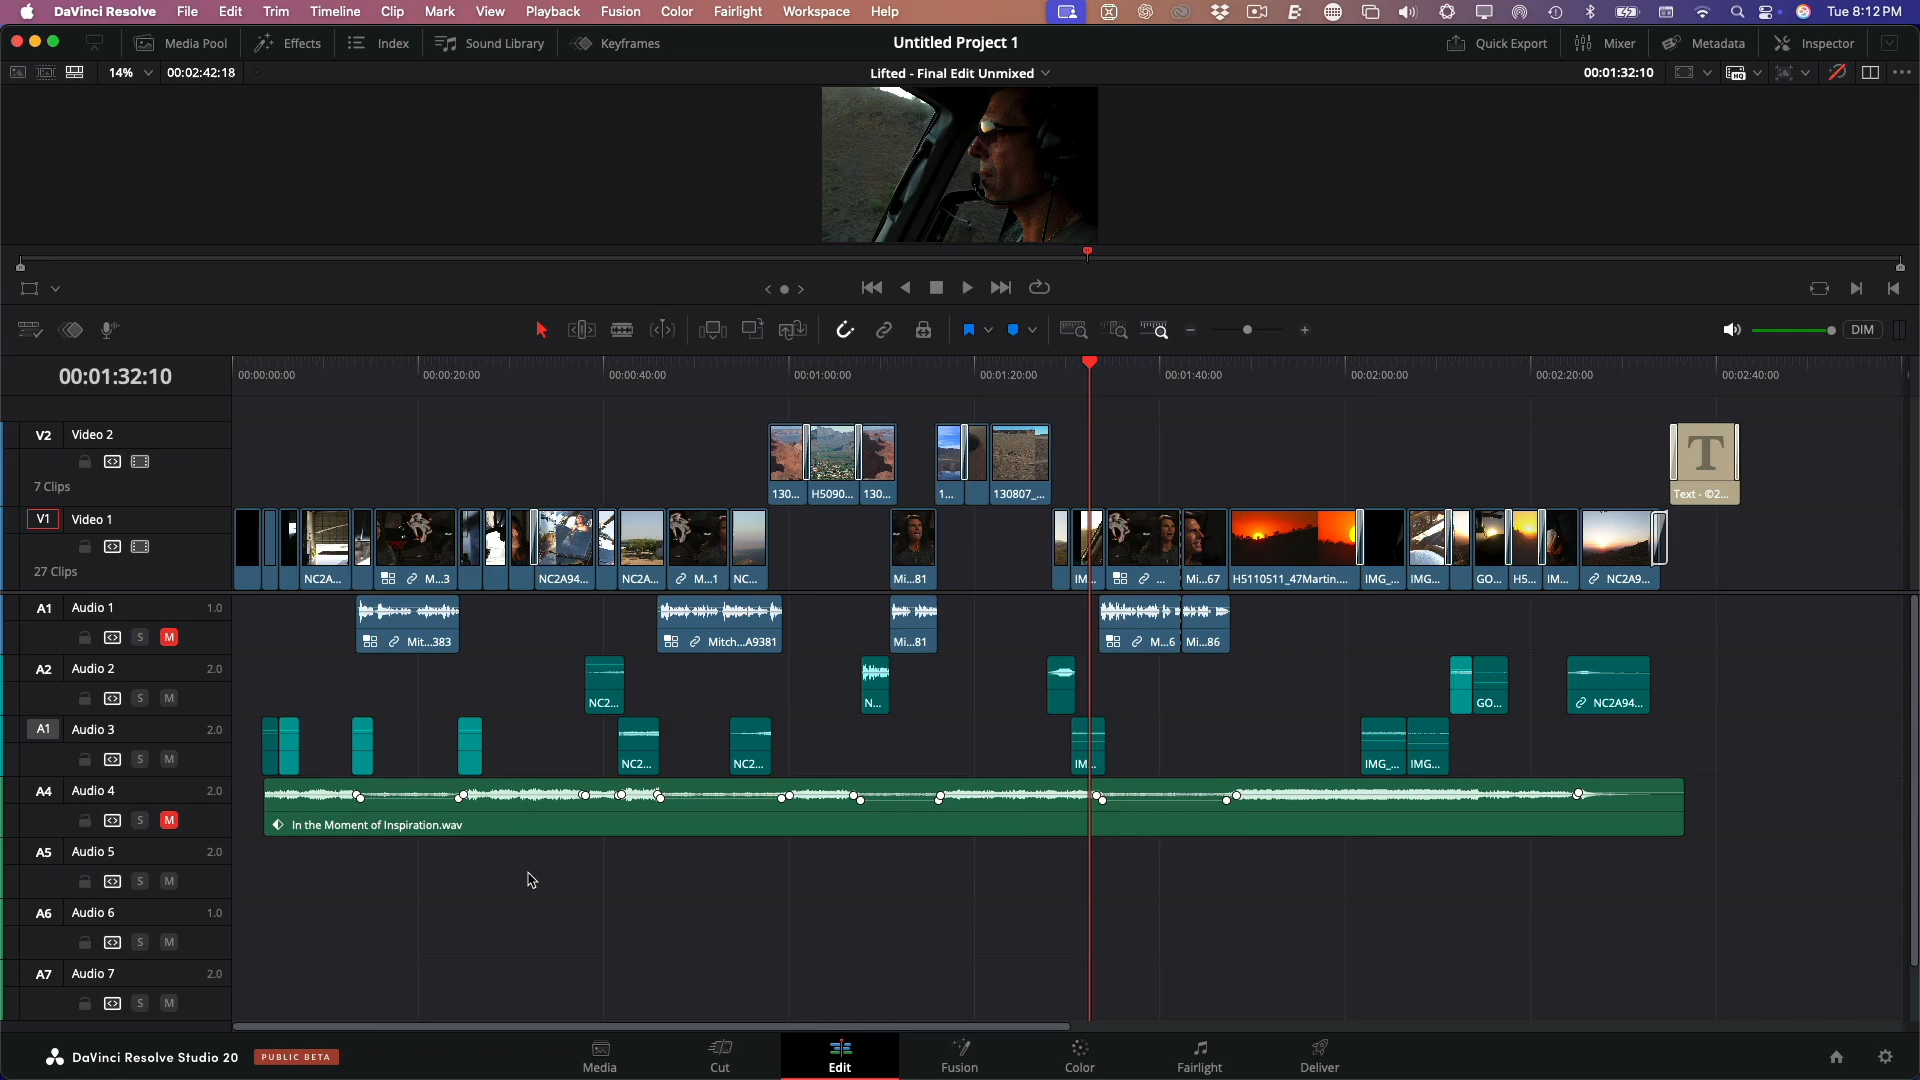 DaVinci Resolve File Edit Trim Timeline Clip Mark View Playback Fusion Color Fairlight Workspace Help Tue 8:12 PM
Media Pool Effects Index Sound Library Keyframes Untitled Project 1 Quick Export Mixer Metadata Inspector
14% 00:02:42:18 Lifted - Final Edit Unmixed 00:01:32:10
DIM
00:01:32:10 00:00:00:00 00:00:20:00 00:00:40:00 00:01:00:00 00:01:20:00 00:01:40:00 00:02:00:00 00:02:20:00 00:02:40:00
V2 Video 2
7 Clips
130... H5090... 130... 1... 130807_... Text - ©2...
V1 Video 1
27 Clips
NC2A... M...3 NC2A94... NC2A... M...1 NC... Mi...81 IM... ... Mi...67 H5110511_47Martin... IMG_... IMG... GO... H5... IM... NC2A9...
A1 Audio 1 1.0
S M
Mit...383 Mitch...A9381 Mi...81 M...6 Mi...86
A2 Audio 2 2.0
S M
NC2... N... GO... NC2A94...
A1 Audio 3 2.0
S M
NC2... NC2... IM... IMG_... IMG...
A4 Audio 4 2.0
S M
In the Moment of Inspiration.wav
A5 Audio 5 2.0
S M
A6 Audio 6 1.0
S M
A7 Audio 7 2.0
S M
DaVinci Resolve Studio 20 PUBLIC BETA Media Cut Edit Fusion Color Fairlight Deliver